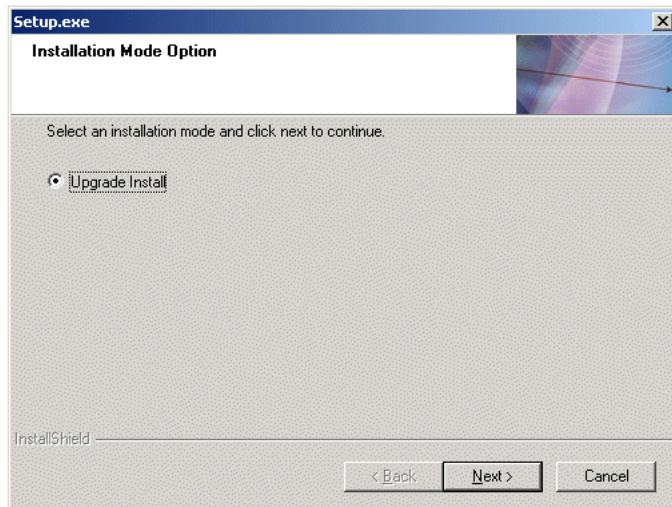 Setup.exe
Installation Mode Option
Select an installation mode and click next to continue.
Upgrade Install
InstallShield
< Back Next > Cancel